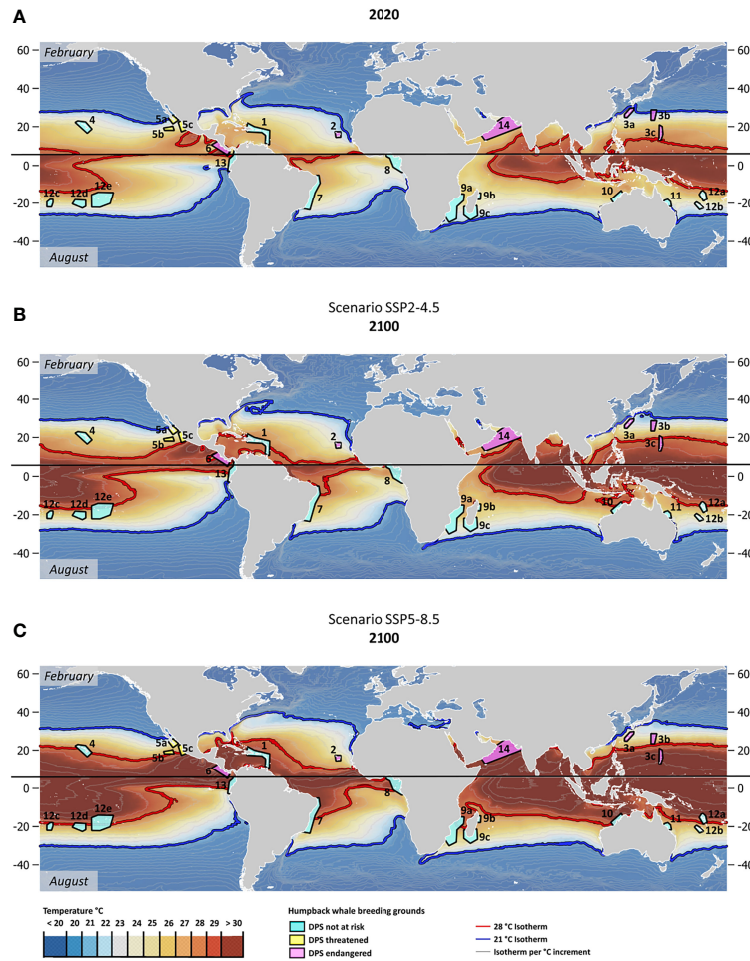 A
2020
60
February
60
40
40
20
4
5a
5b
5c
1
2
14
3a
3b
3c
20
6
0
13
8
0
12c
12d
12e
7
9a
9b
9c
10
11
12a
12b
-20
-20
-40
August
-40
Scenario SSP2-4.5
B
2100
60
February
60
40
40
20
4
5a
5b
5c
1
2
14
3a
3b
3c
20
6
0
13
8
0
12c
12d
12e
7
9a
9b
9c
10
11
12a
12b
-20
-20
-40
August
-40
Scenario SSP5-8.5
C
2100
60
February
60
40
40
20
4
5a
5b
5c
1
2
14
3a
3b
3c
20
6
0
13
8
0
12c
12d
12e
7
9a
9b
9c
10
11
12a
12b
-20
-20
-40
August
-40
Temperature °C
< 20 20 21 22 23 24 25 26 27 28 29 > 30
Humpback whale breeding grounds
DPS not at risk
DPS threatened
DPS endangered
28 °C Isotherm
21 °C Isotherm
Isotherm per °C increment